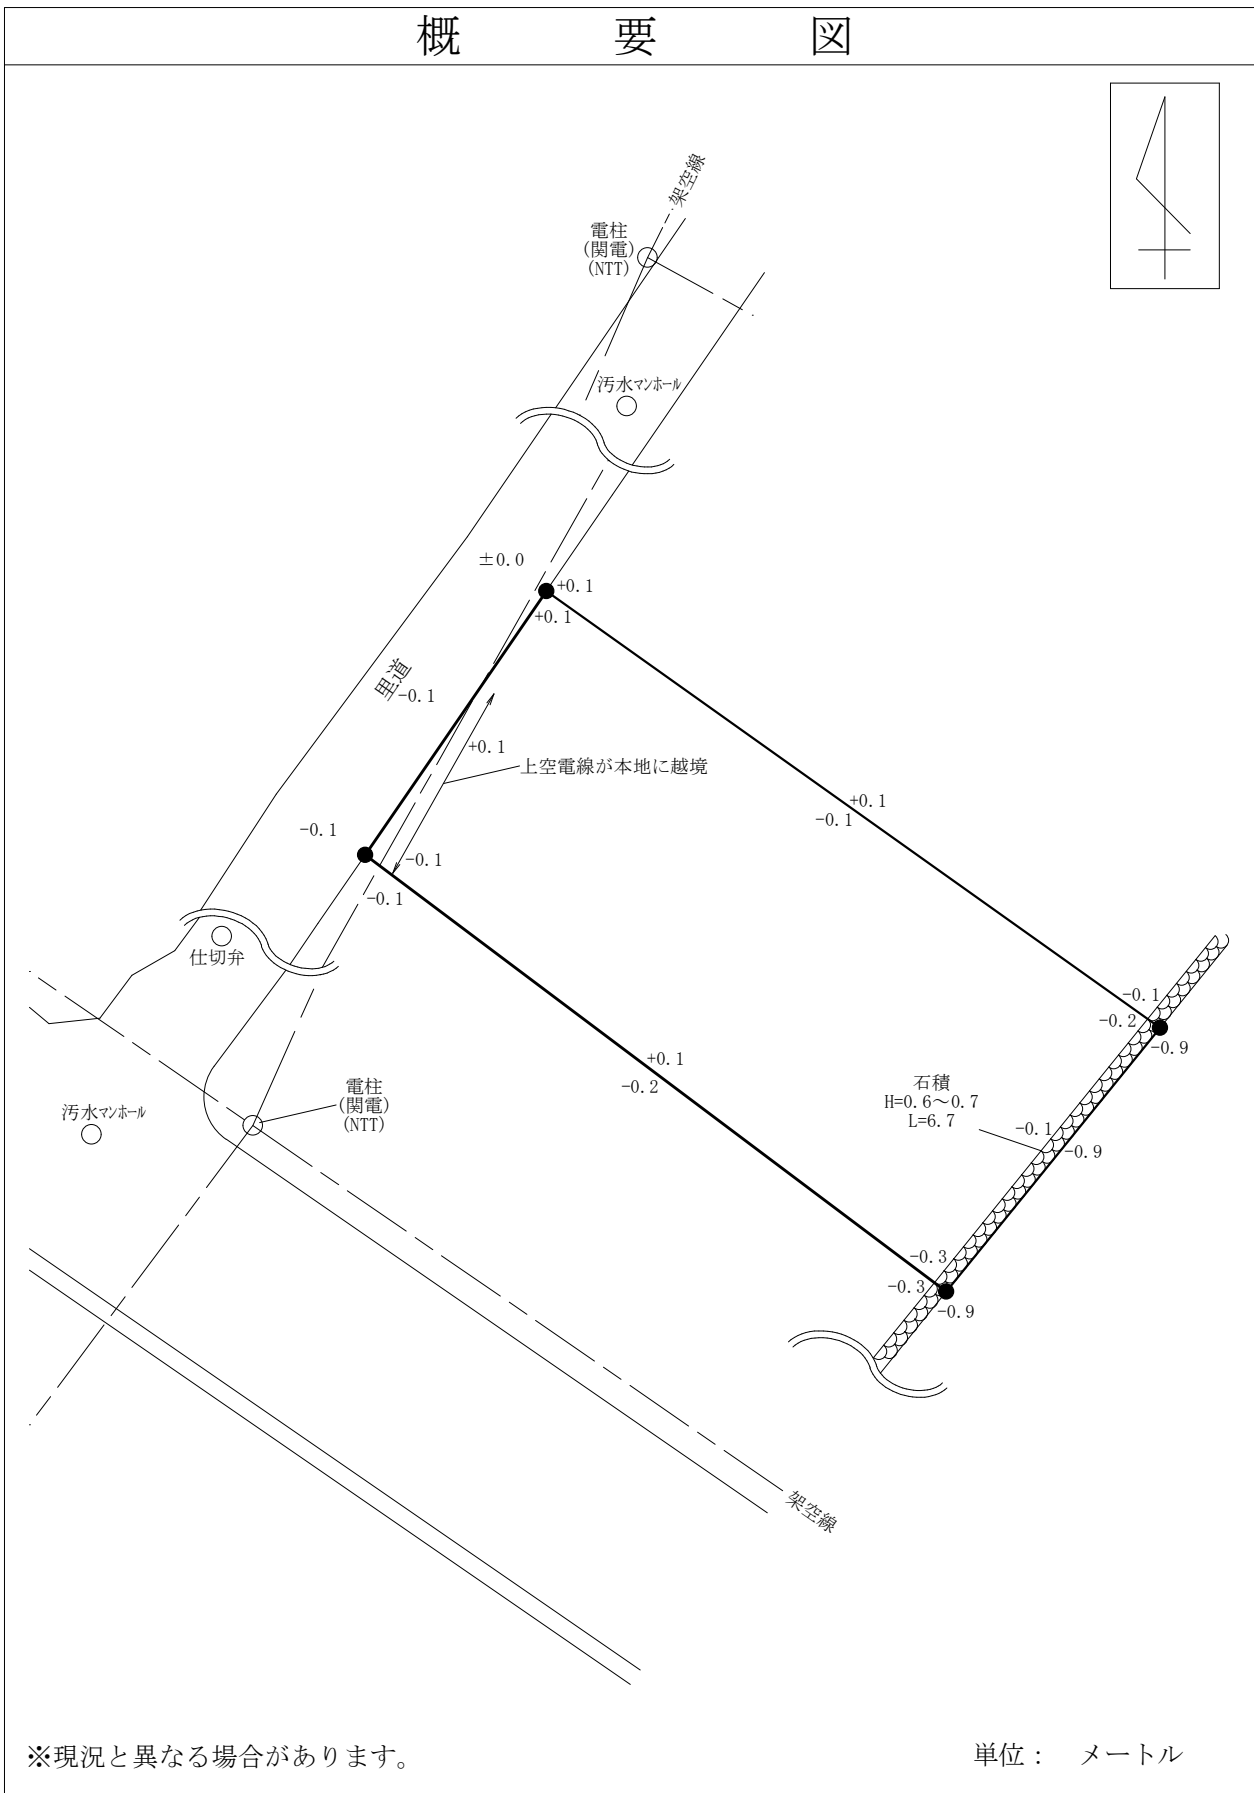 概要図
架空線
電柱
(関電)
(NTT)
汚水マンホール
±0.0
+0.1
+0.1
里道
-0.1
+0.1
上空電線が本地に越境
+0.1
-0.1
-0.1
-0.1
-0.1
仕切弁
-0.1
-0.2
-0.9
+0.1
-0.2
電柱
(関電)
(NTT)
汚水マンホール
石積
H=0.6～0.7
L=6.7
-0.1
-0.9
-0.3
-0.3
-0.9
架空線
※現況と異なる場合があります。
単位： メートル